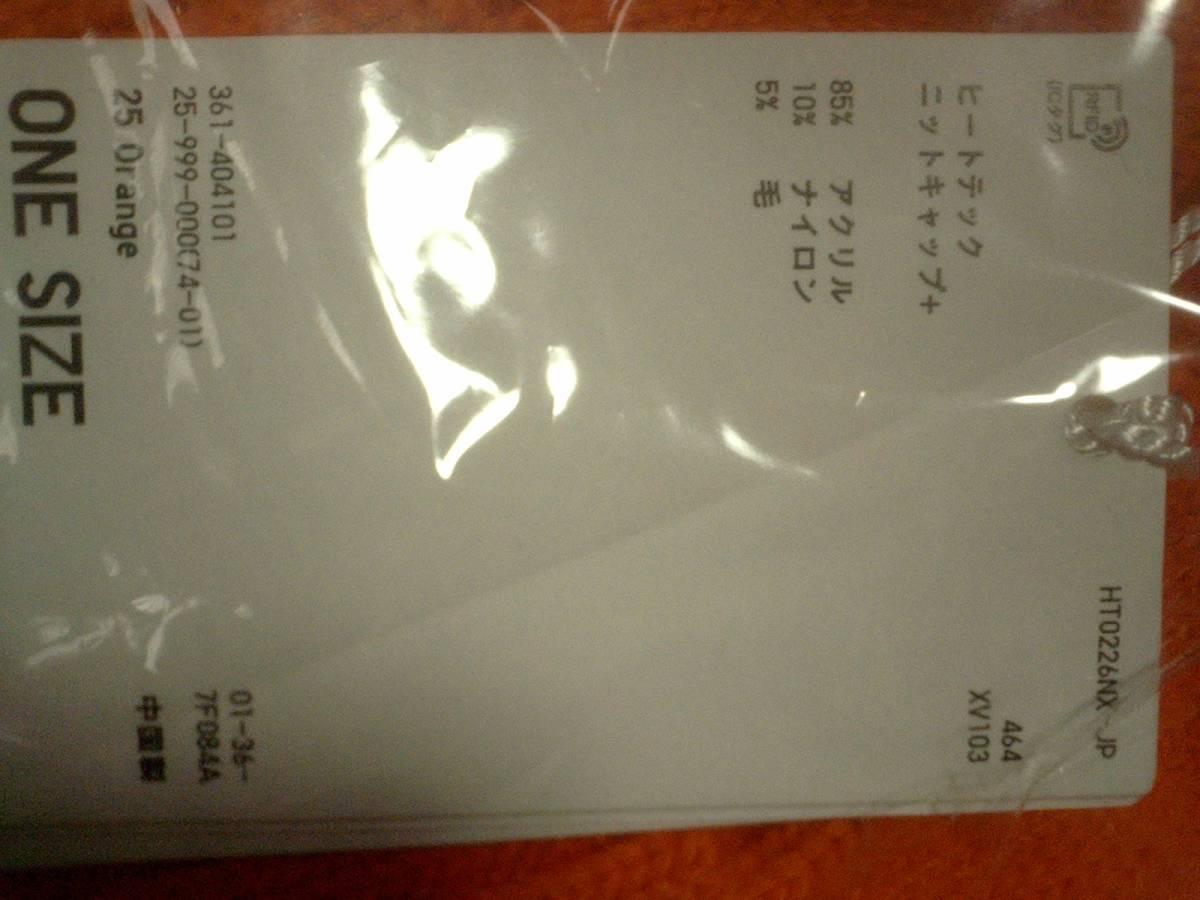 HT0226NX-JP
RFID
(ICタグ)
464
XV103
ヒートテック
ニットキャップ+
85% アクリル
10% ナイロン
5% 毛
361-404101
25-999-000(74-01)
25 Orange
ONE SIZE
01-36-
7F084A
中国製